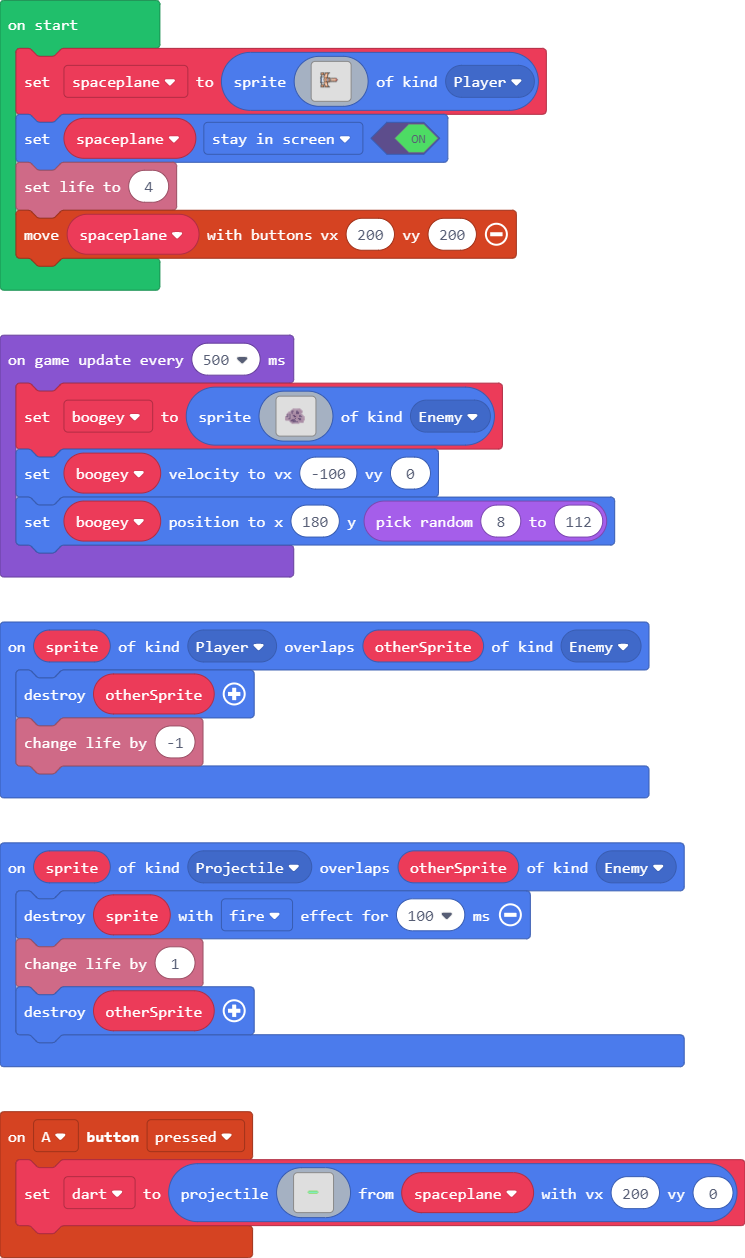 on start
set spaceplane to sprite of kind Player
set spaceplane stay in screen ON
set life to 4
move spaceplane with buttons vx 200 vy 200
on game update every 500 ms
set boogey to sprite of kind Enemy
set boogey velocity to vx -100 vy 0
set boogey position to x 180 y pick random 8 to 112
on sprite of kind Player overlaps otherSprite of kind Enemy
destroy otherSprite
change life by -1
on sprite of kind Projectile overlaps otherSprite of kind Enemy
destroy sprite with fire effect for 100 ms
change life by 1
destroy otherSprite
on A button pressed
set dart to projectile from spaceplane with vx 200 vy 0